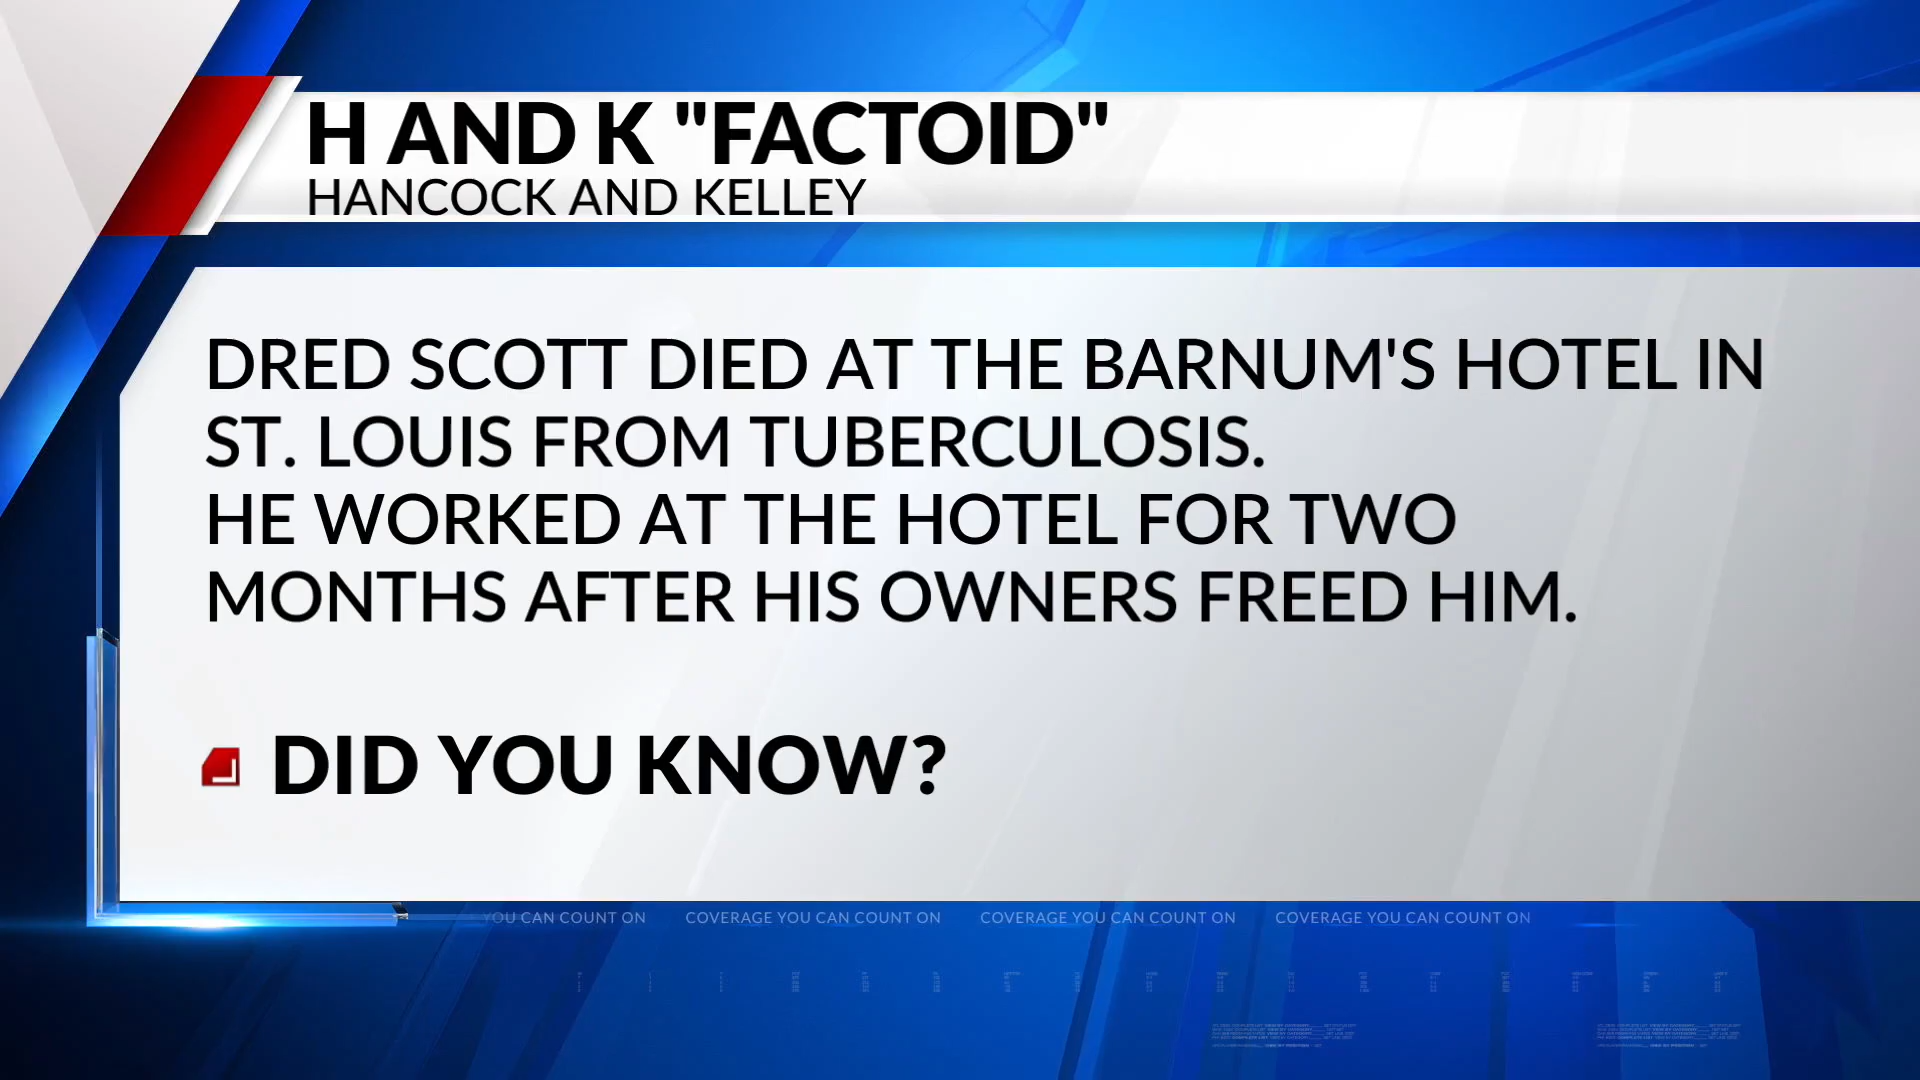 H AND K "FACTOID"
HANCOCK AND KELLEY
DRED SCOTT DIED AT THE BARNUM'S HOTEL IN
ST. LOUIS FROM TUBERCULOSIS.
HE WORKED AT THE HOTEL FOR TWO
MONTHS AFTER HIS OWNERS FREED HIM.
DID YOU KNOW?
YOU CAN COUNT ON COVERAGE YOU CAN COUNT ON COVERAGE YOU CAN COUNT ON COVERAGE YOU CAN COUNT ON